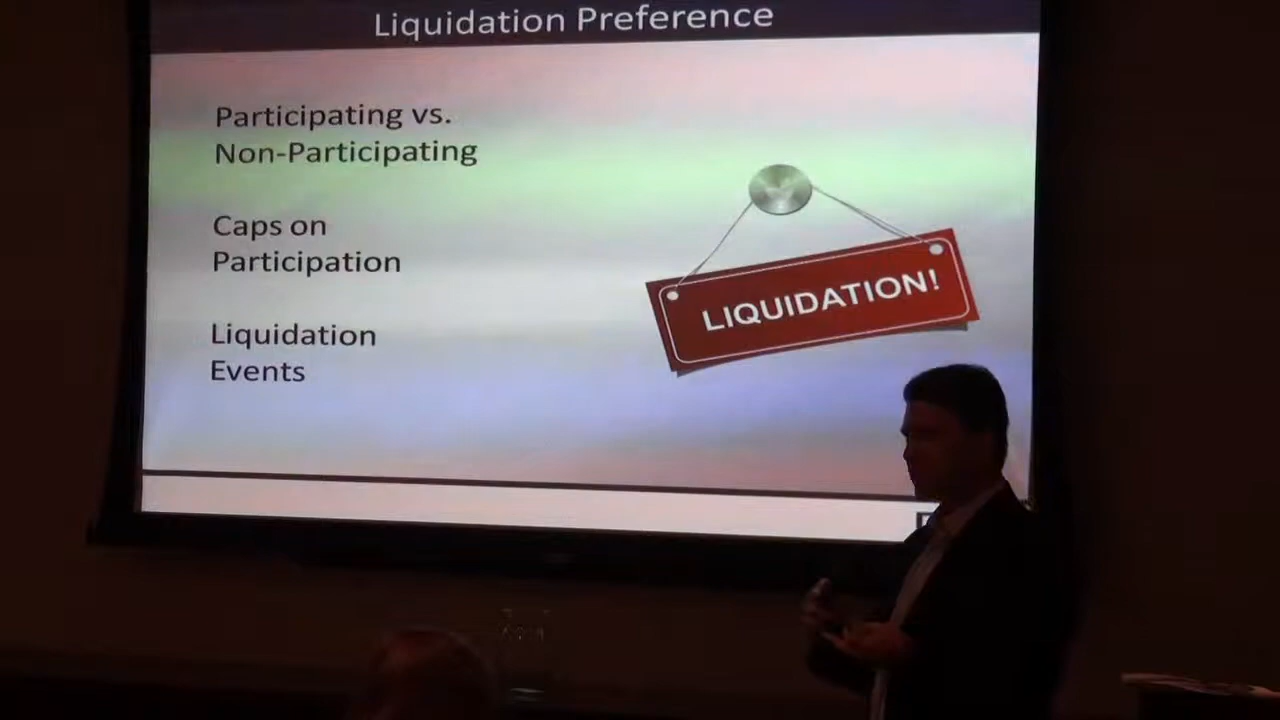 Liquidation Preference
Participating vs.
Non-Participating
Caps on
Participation
Liquidation
Events
LIQUIDATION!